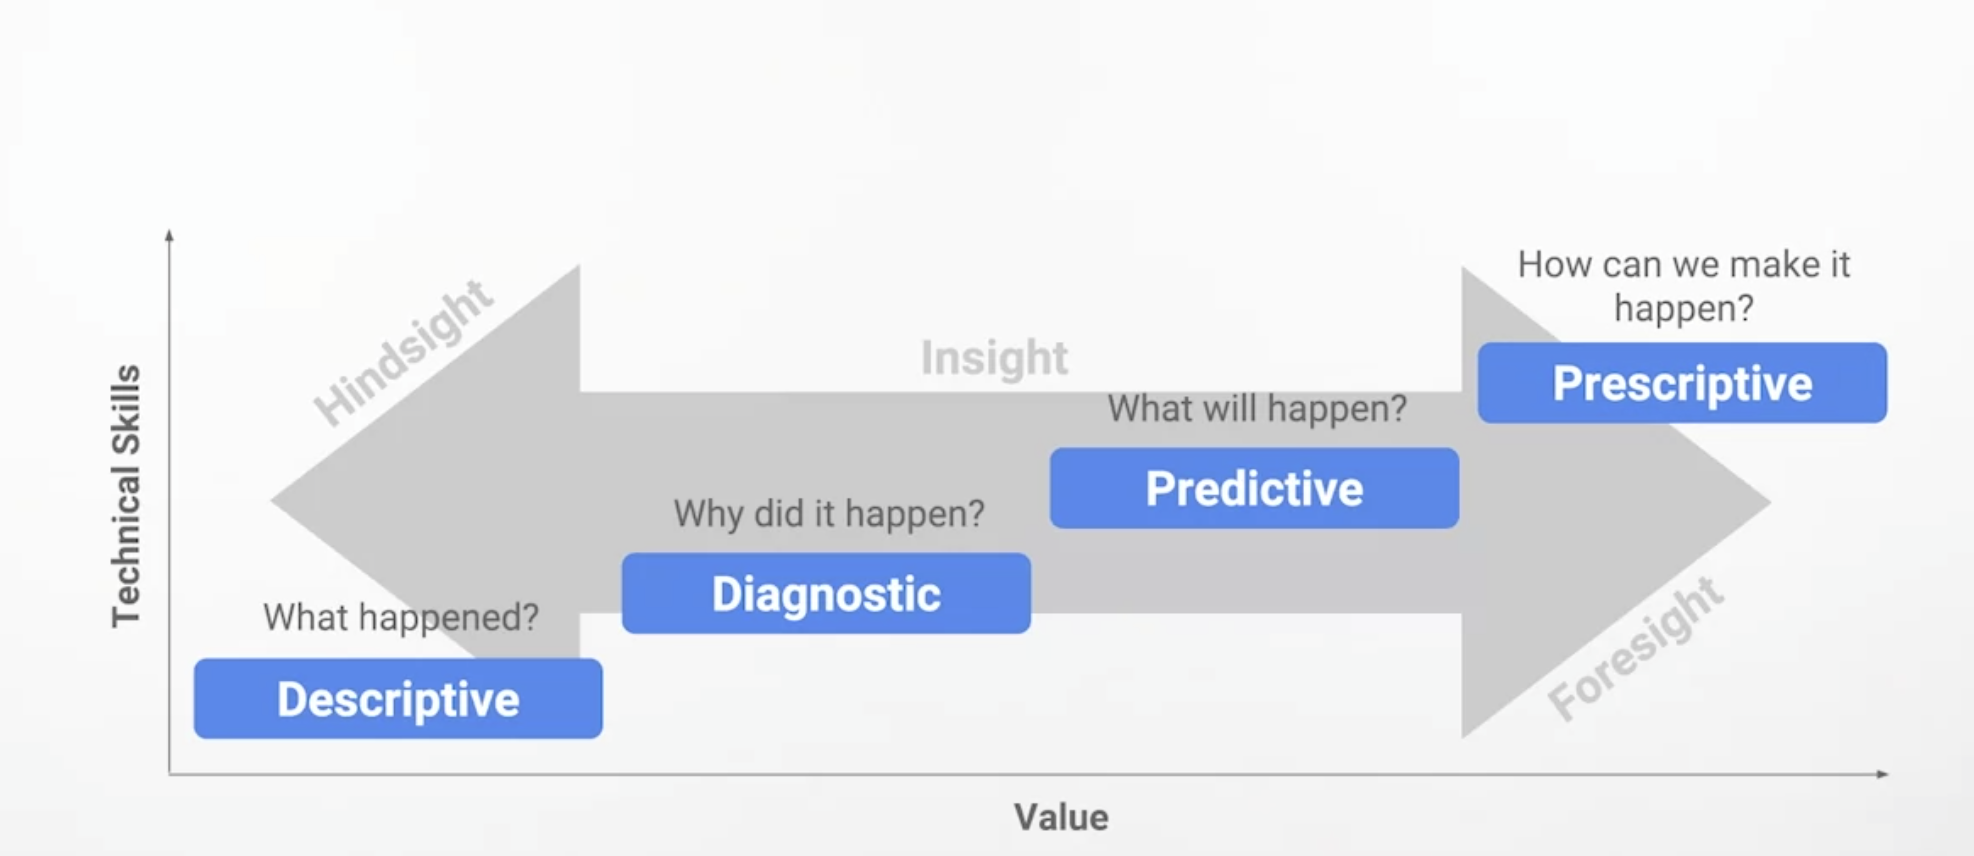 How can we make it
happen?
Prescriptive
Hindsight
Insight
What will happen?
Predictive
Why did it happen?
Diagnostic
What happened?
Descriptive
Foresight
Technical Skills
Value